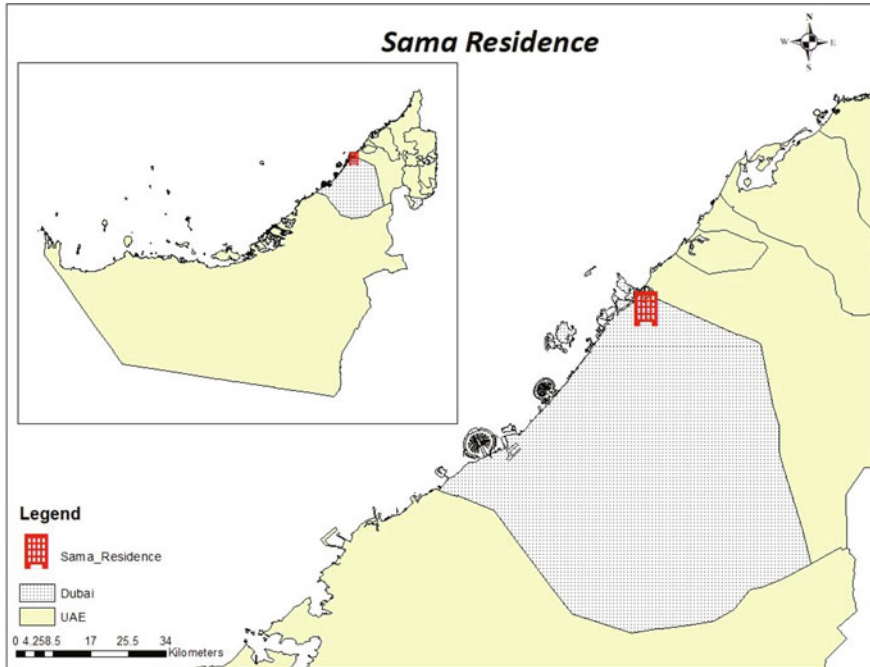 Sama Residence
N
W E
S
Legend
Sama_Residence
Dubai
UAE
0 4.258.5 17 25.5 34
Kilometers